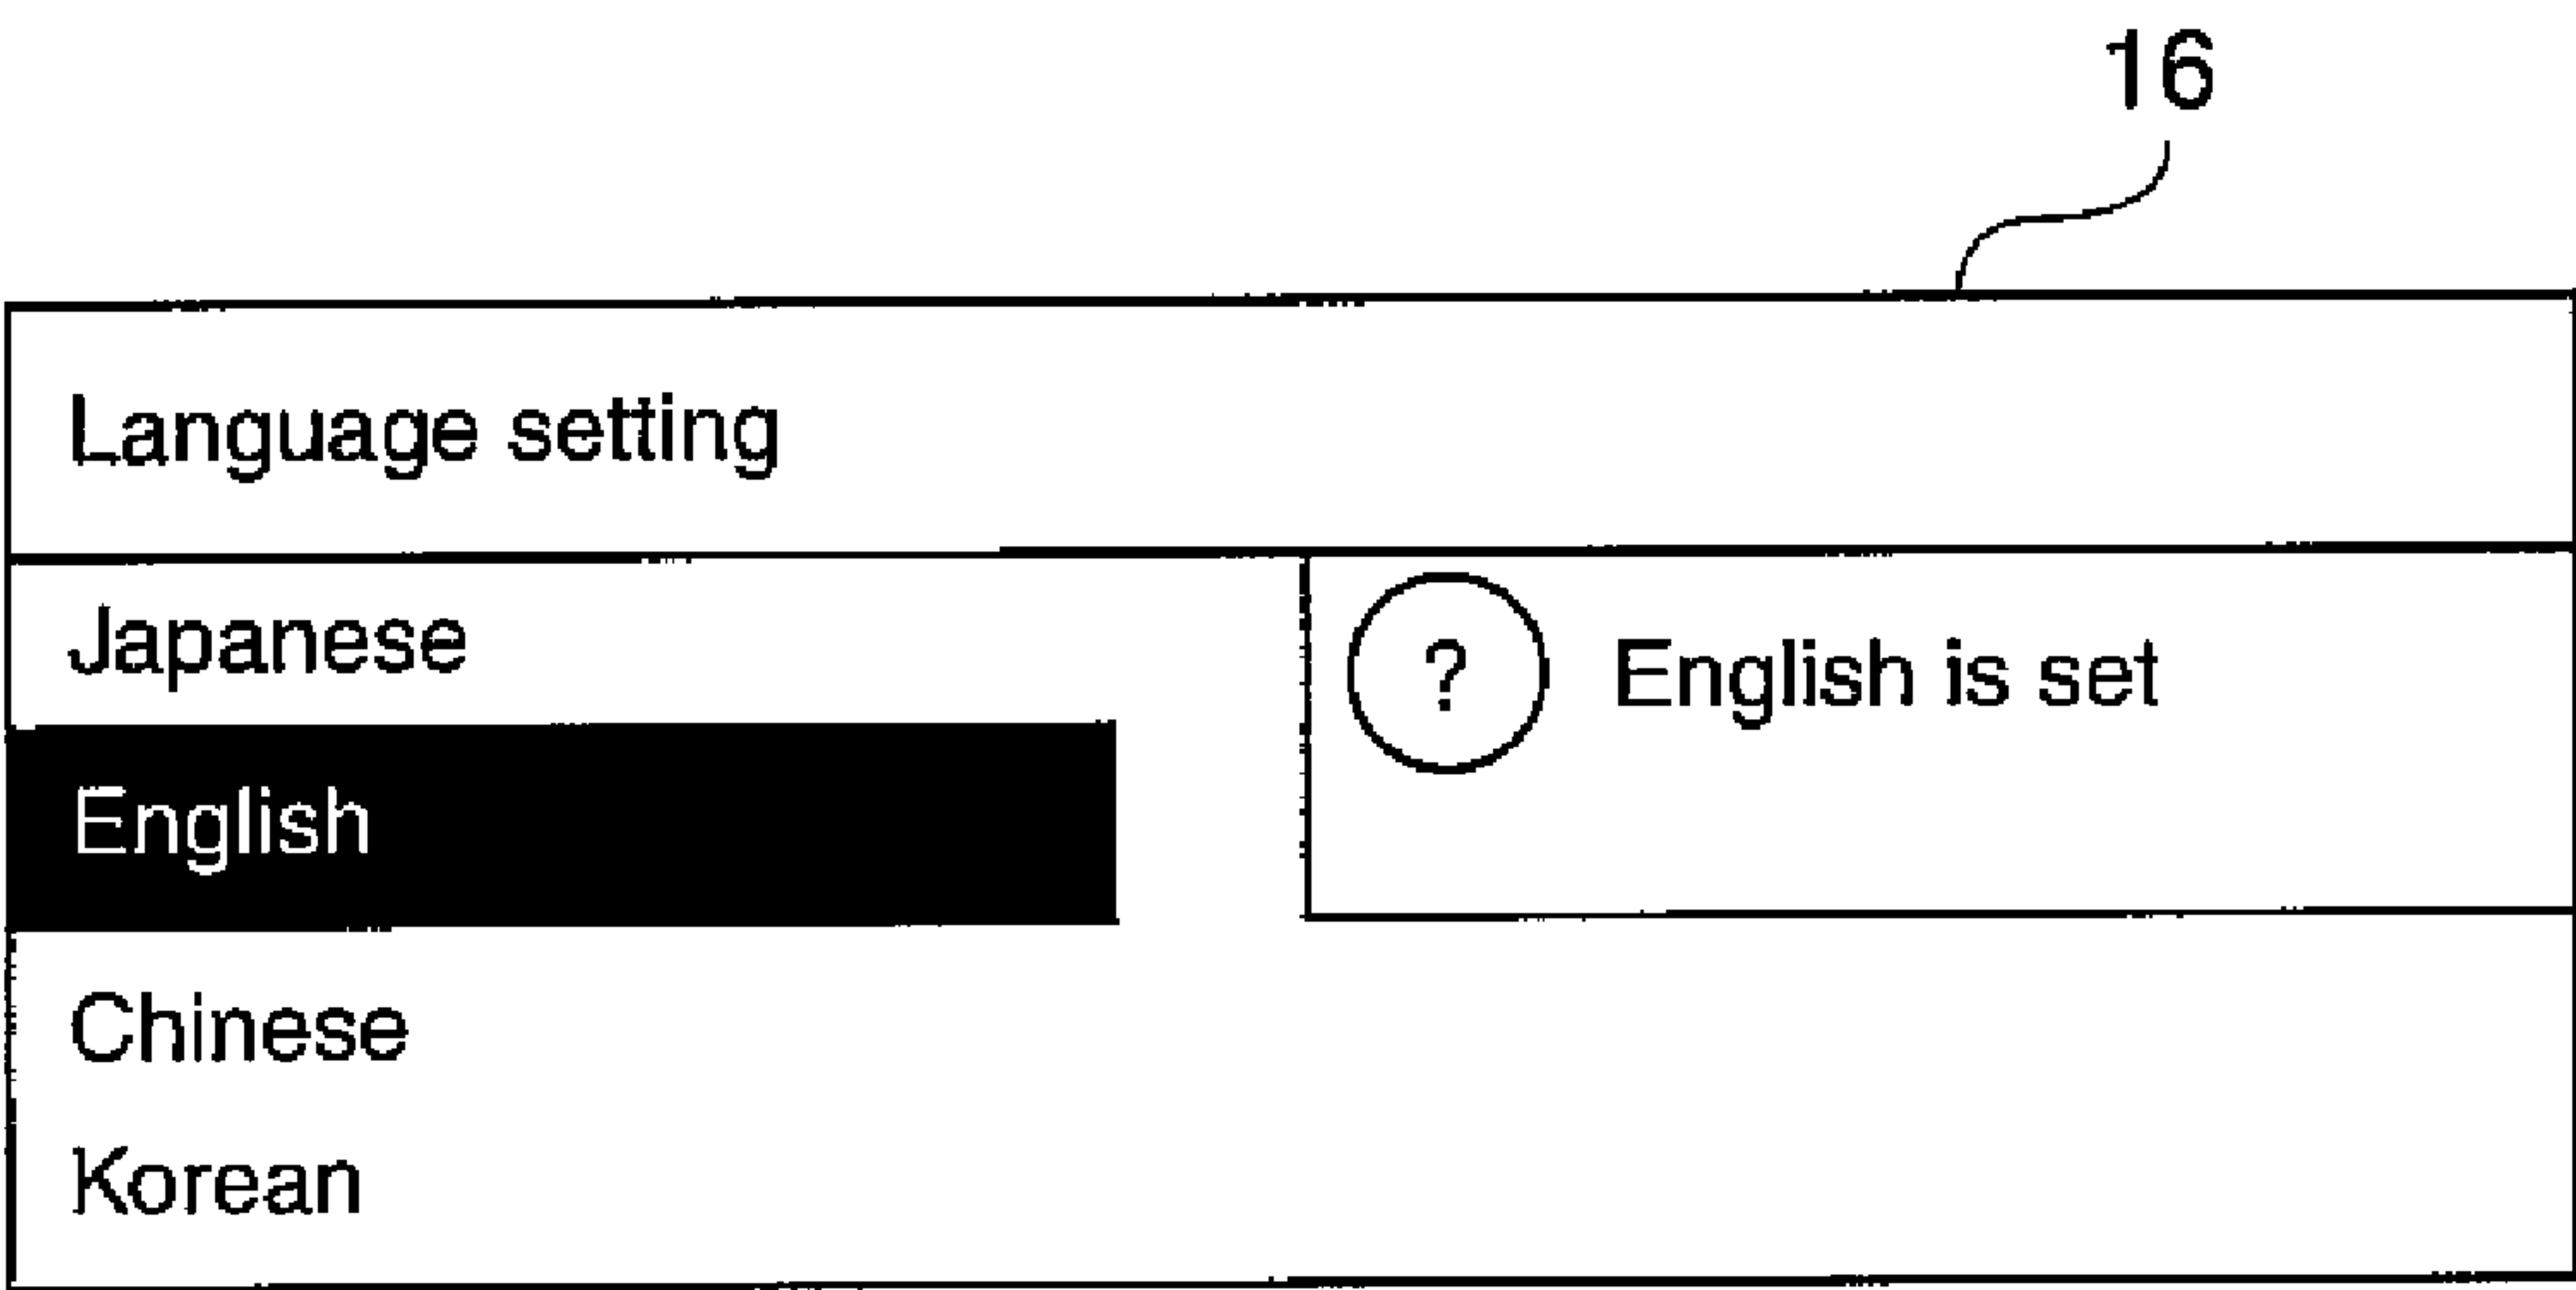 16
Language setting
Japanese
? English is set
English
Chinese
Korean